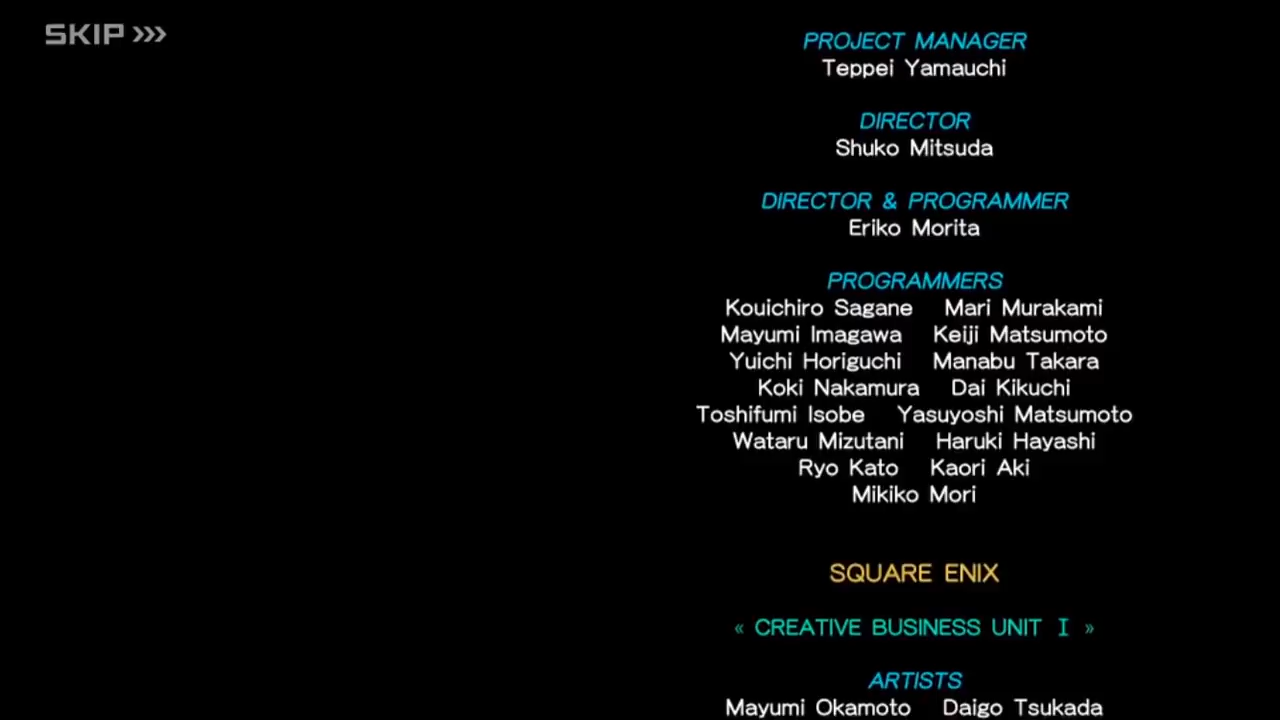 SKIP >>>
PROJECT MANAGER
Teppei Yamauchi
DIRECTOR
Shuko Mitsuda
DIRECTOR & PROGRAMMER
Eriko Morita
PROGRAMMERS
Kouichiro Sagane Mari Murakami
Mayumi Imagawa Keiji Matsumoto
Yuichi Horiguchi Manabu Takara
Koki Nakamura Dai Kikuchi
Toshifumi Isobe Yasuyoshi Matsumoto
Wataru Mizutani Haruki Hayashi
Ryo Kato Kaori Aki
Mikiko Mori
SQUARE ENIX
« CREATIVE BUSINESS UNIT I »
ARTISTS
Mayumi Okamoto Daigo Tsukada